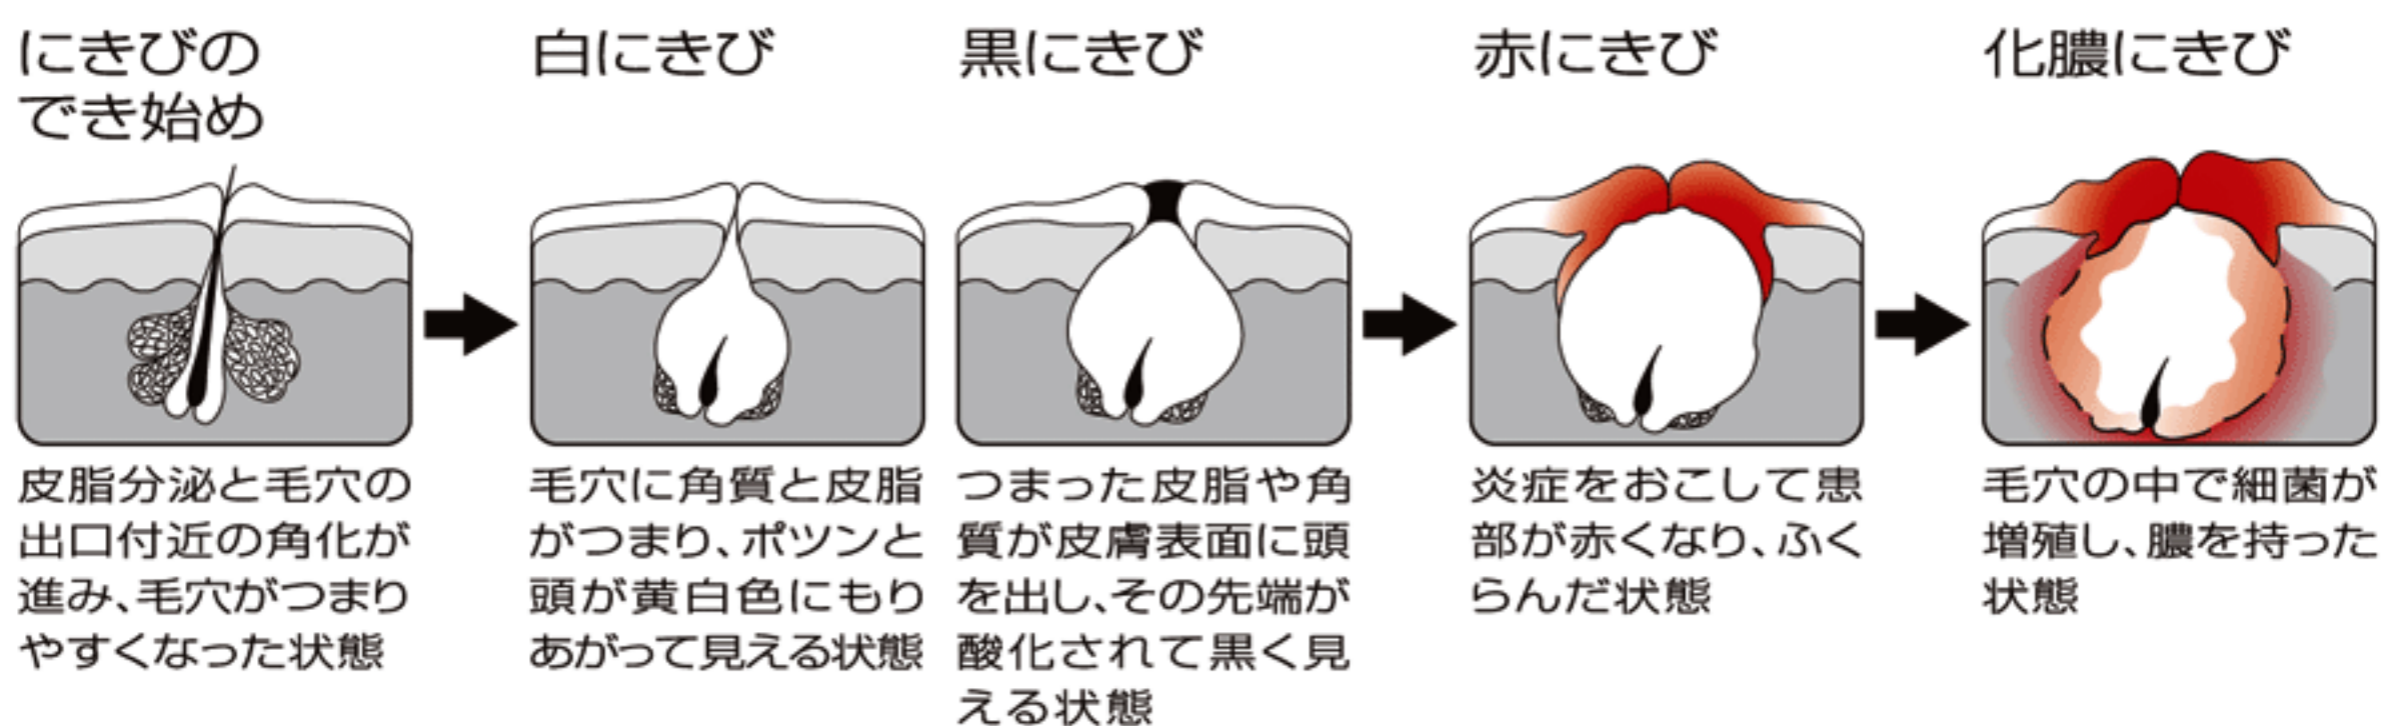 にきびの
でき始め
皮脂分泌と毛穴の
出口付近の角化が
進み、毛穴がつまり
やすくなった状態
白にきび
毛穴に角質と皮脂
がつまり、ポツンと
頭が黄白色にもり
あがって見える状態
黒にきび
つまった皮脂や角
質が皮膚表面に頭
を出し、その先端が
酸化されて黒く見
える状態
赤にきび
炎症をおこして患
部が赤くなり、ふく
らんだ状態
化膿にきび
毛穴の中で細菌が
増殖し、膿を持った
状態